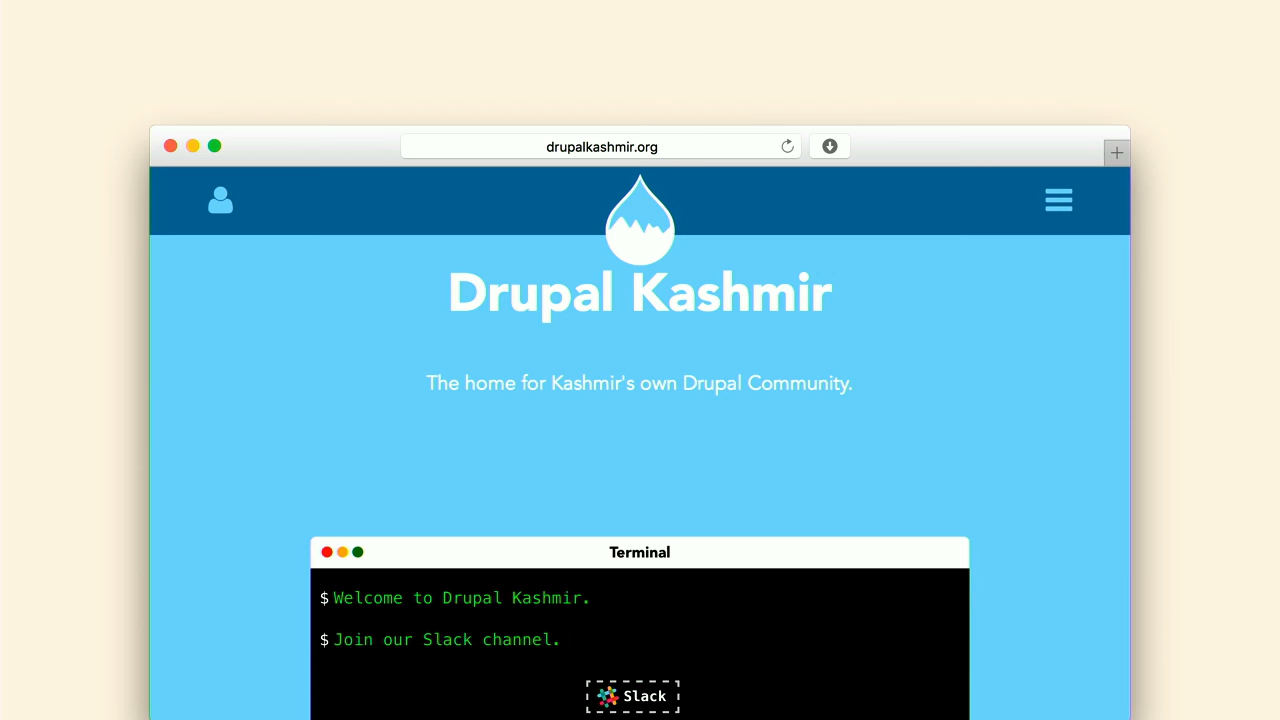 drupalkashmir.org
Drupal Kashmir
The home for Kashmir's own Drupal Community.
Terminal
$ Welcome to Drupal Kashmir.
$ Join our Slack channel.
Slack